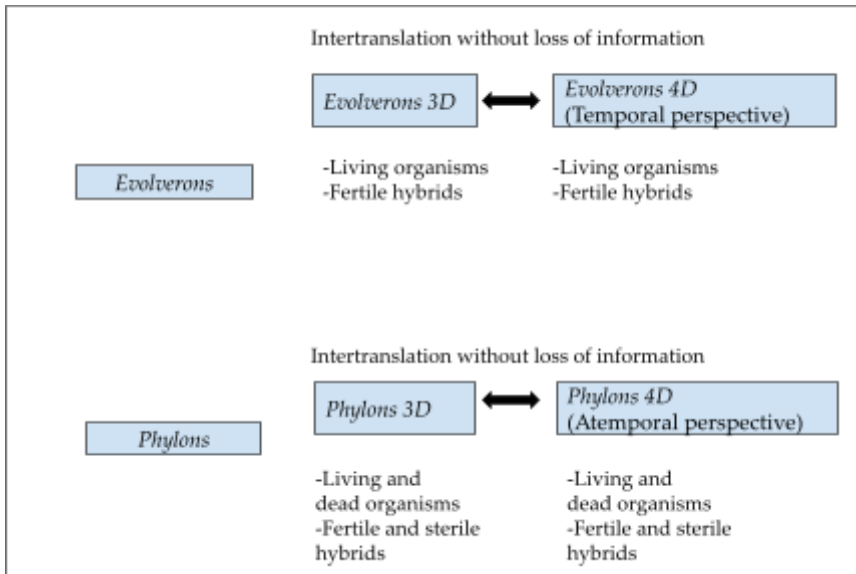 Intertranslation without loss of information
Evolverons 3D
Evolverons 4D
(Temporal perspective)
Evolverons
-Living organisms
-Fertile hybrids
-Living organisms
-Fertile hybrids
Intertranslation without loss of information
Phylons 3D
Phylons 4D
(Atemporal perspective)
Phylons
-Living and
dead organisms
-Fertile and sterile
hybrids
-Living and
dead organisms
-Fertile and sterile
hybrids